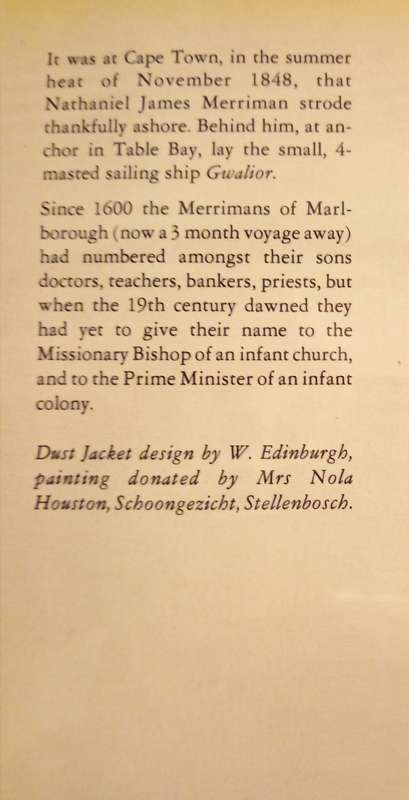 It was at Cape Town, in the summer
heat of November 1848, that
Nathaniel James Merriman strode
thankfully ashore. Behind him, at an-
chor in Table Bay, lay the small, 4-
masted sailing ship Gwalior.
Since 1600 the Merrimans of Marl-
borough (now a 3 month voyage away)
had numbered amongst their sons
doctors, teachers, bankers, priests, but
when the 19th century dawned they
had yet to give their name to the
Missionary Bishop of an infant church,
and to the Prime Minister of an infant
colony.
Dust Jacket design by W. Edinburgh,
painting donated by Mrs Nola
Houston, Schoongezicht, Stellenbosch.